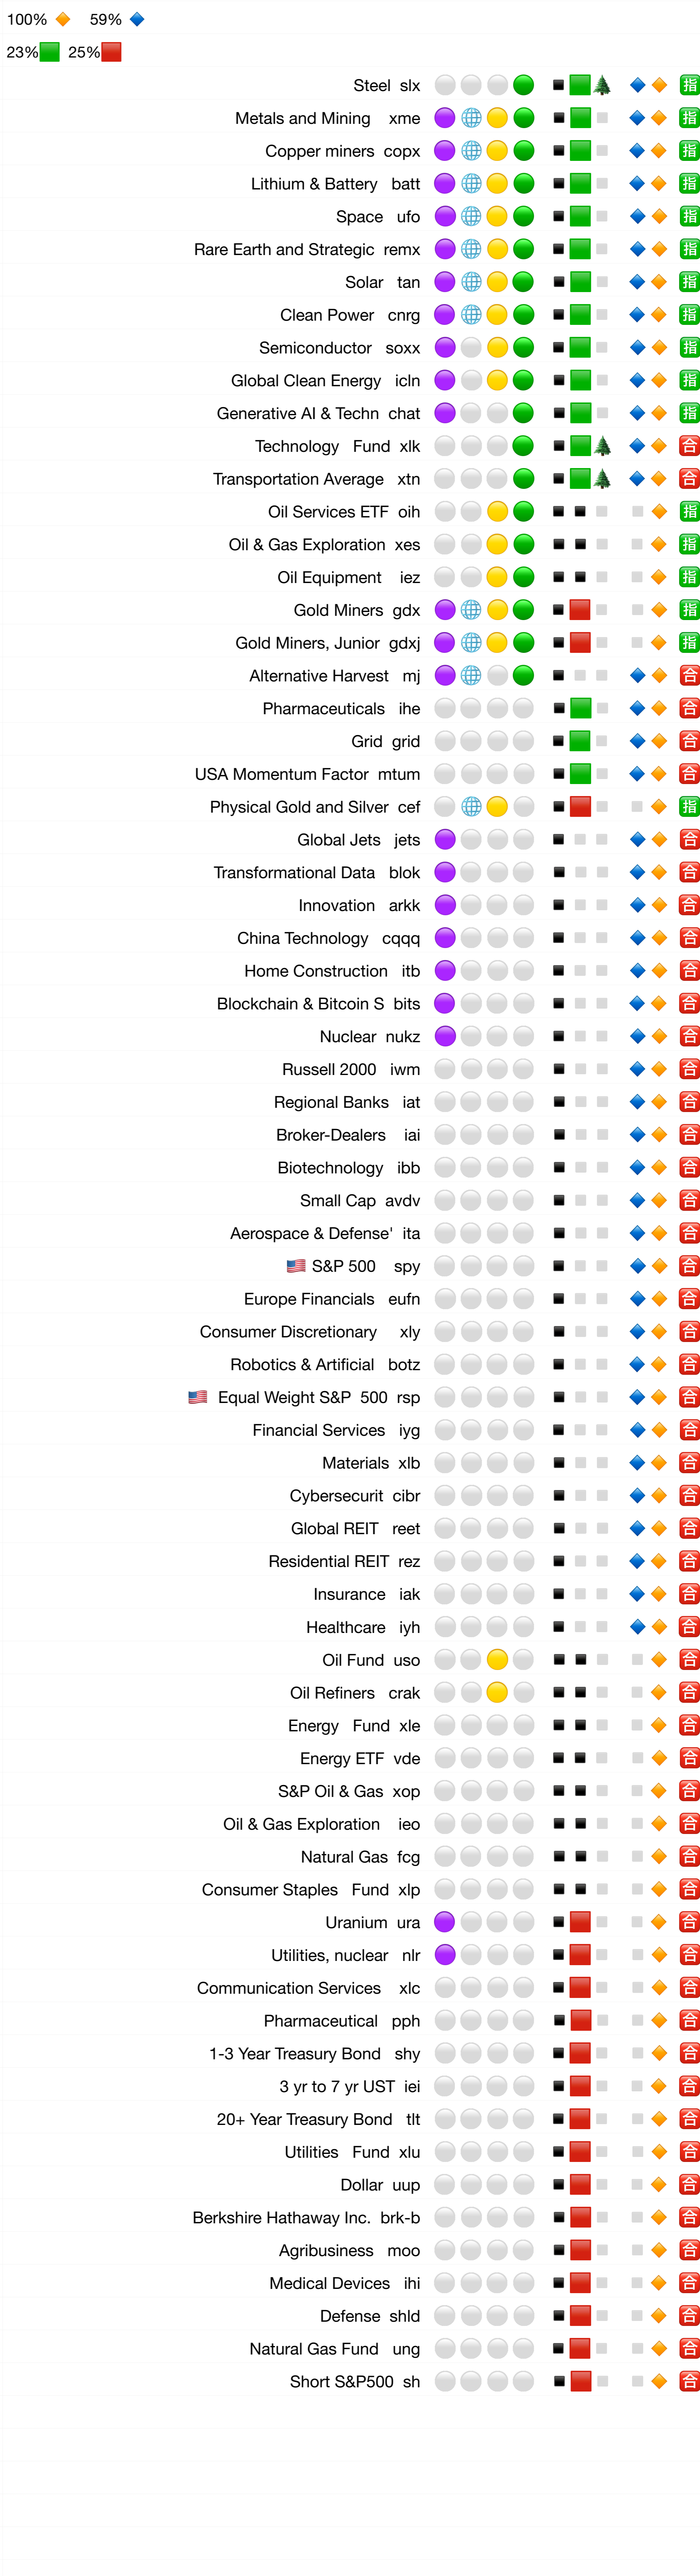 100% 🔸 59% 🔹
23%🟩 25%🟥
Steel slx 指
Metals and Mining xme 指
Copper miners copx 指
Lithium & Battery batt 指
Space ufo 指
Rare Earth and Strategic remx 指
Solar tan 指
Clean Power cnrg 指
Semiconductor soxx 指
Global Clean Energy icln 指
Generative AI & Techn chat 指
Technology Fund xlk 合
Transportation Average xtn 合
Oil Services ETF oih 指
Oil & Gas Exploration xes 指
Oil Equipment iez 指
Gold Miners gdx 指
Gold Miners, Junior gdxj 指
Alternative Harvest mj 合
Pharmaceuticals ihe 合
Grid grid 合
USA Momentum Factor mtum 合
Physical Gold and Silver cef 指
Global Jets jets 合
Transformational Data blok 合
Innovation arkk 合
China Technology cqqq 合
Home Construction itb 合
Blockchain & Bitcoin S bits 合
Nuclear nukz 合
Russell 2000 iwm 合
Regional Banks iat 合
Broker-Dealers iai 合
Biotechnology ibb 合
Small Cap avdv 合
Aerospace & Defense' ita 合
🇺🇸 S&P 500 spy 合
Europe Financials eufn 合
Consumer Discretionary xly 合
Robotics & Artificial botz 合
🇺🇸 Equal Weight S&P 500 rsp 合
Financial Services iyg 合
Materials xlb 合
Cybersecurit cibr 合
Global REIT reet 合
Residential REIT rez 合
Insurance iak 合
Healthcare iyh 合
Oil Fund uso 合
Oil Refiners crak 合
Energy Fund xle 合
Energy ETF vde 合
S&P Oil & Gas xop 合
Oil & Gas Exploration ieo 合
Natural Gas fcg 合
Consumer Staples Fund xlp 合
Uranium ura 合
Utilities, nuclear nlr 合
Communication Services xlc 合
Pharmaceutical pph 合
1-3 Year Treasury Bond shy 合
3 yr to 7 yr UST iei 合
20+ Year Treasury Bond tlt 合
Utilities Fund xlu 合
Dollar uup 合
Berkshire Hathaway Inc. brk-b 合
Agribusiness moo 合
Medical Devices ihi 合
Defense shld 合
Natural Gas Fund ung 合
Short S&P500 sh 合